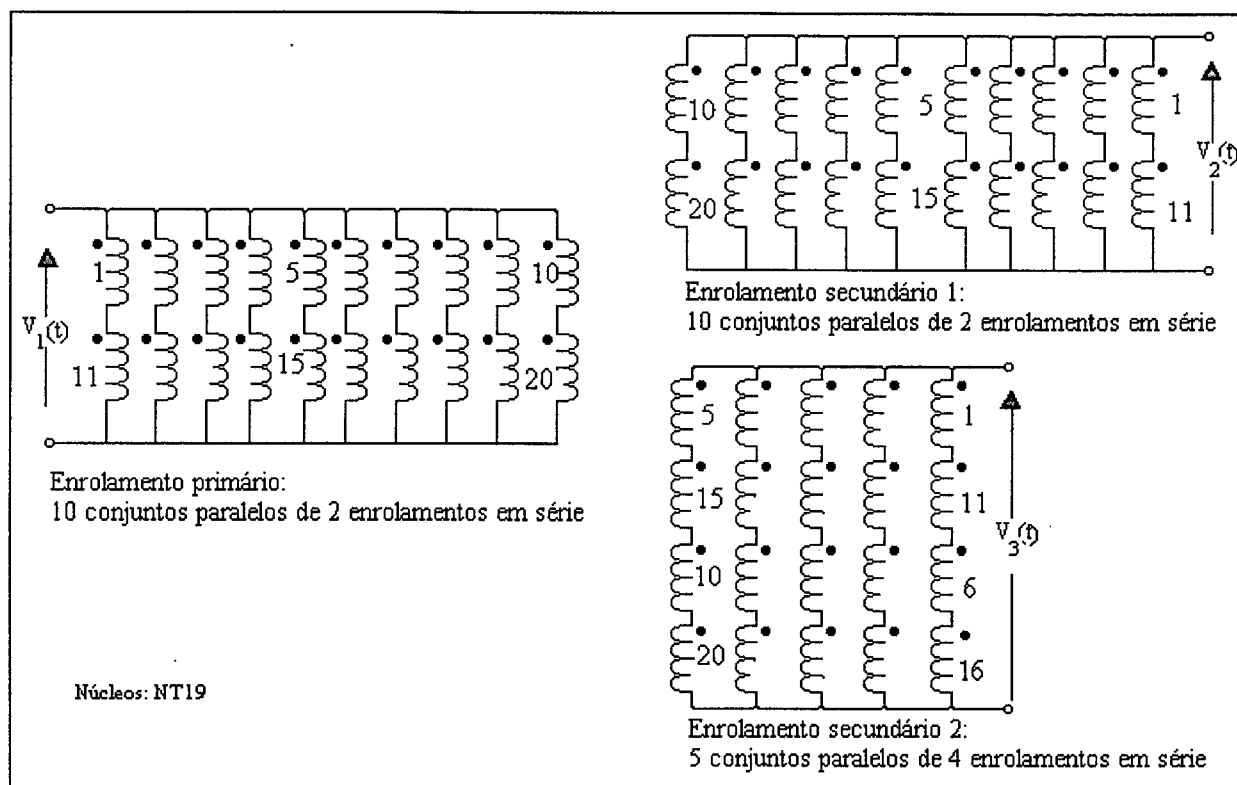 10
5
1
20
15
11
V2(t)
Enrolamento secundário 1:
10 conjuntos paralelos de 2 enrolamentos em série
1
5
10
11
15
20
V1(t)
Enrolamento primário:
10 conjuntos paralelos de 2 enrolamentos em série
5
1
15
11
10
6
20
16
V3(t)
Núcleos: NT19
Enrolamento secundário 2:
5 conjuntos paralelos de 4 enrolamentos em série